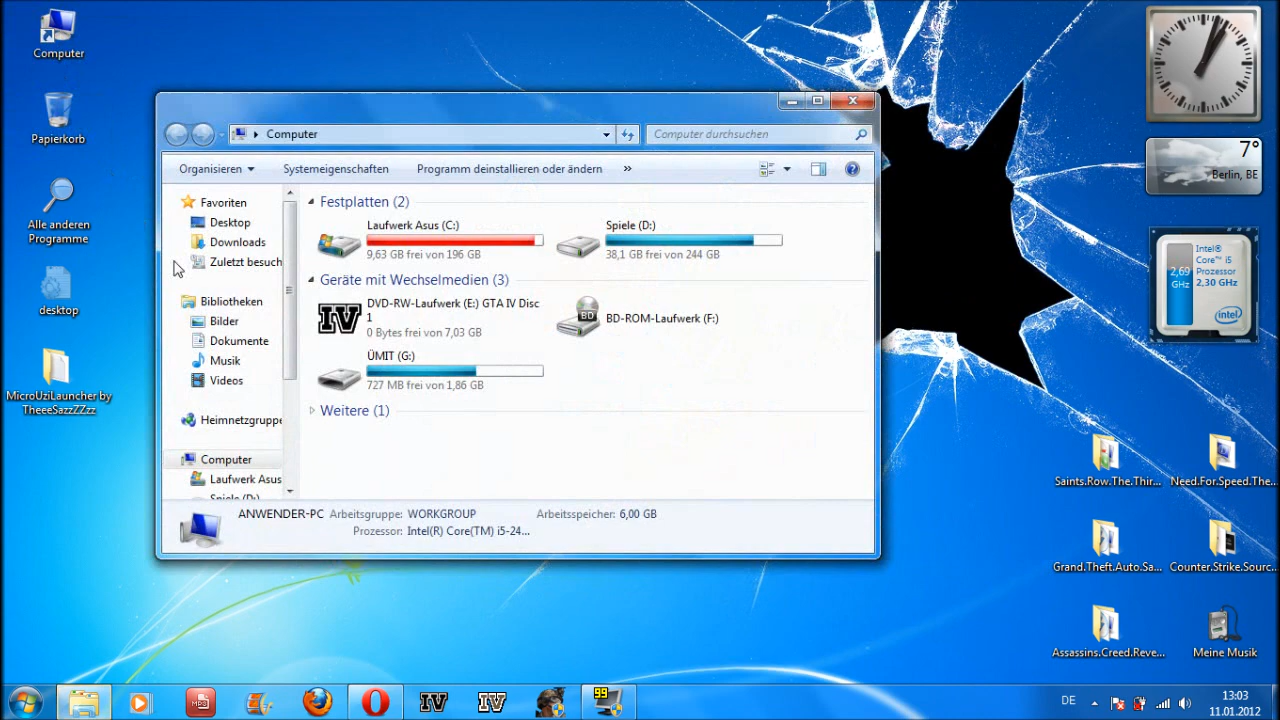 Computer
Papierkorb
Alle anderen
Programme
desktop
MicroUziLauncher by
TheeeSazzZZzz
Computer
Computer durchsuchen
Organisieren
Systemeigenschaften
Programm deinstallieren oder ändern
»
Favoriten
Desktop
Downloads
Zuletzt besuch
Bibliotheken
Bilder
Dokumente
Musik
Videos
Heimnetzgruppe
Computer
Laufwerk Asus
Spiele (D:)
Festplatten (2)
Laufwerk Asus (C:)
9,63 GB frei von 196 GB
Spiele (D:)
38,1 GB frei von 244 GB
Geräte mit Wechselmedien (3)
IV
DVD-RW-Laufwerk (E:) GTA IV Disc
1
0 Bytes frei von 7,03 GB
BD
BD-ROM-Laufwerk (F:)
ÜMIT (G:)
727 MB frei von 1,86 GB
Weitere (1)
ANWENDER-PC
Arbeitsgruppe: WORKGROUP
Arbeitsspeicher: 6,00 GB
Prozessor: Intel(R) Core(TM) i5-24...
7°
Berlin, BE
2,69
GHz
Intel®
Core™ i5
Prozessor
2,30 GHz
intel
Saints.Row.The.Thir...
Need.For.Speed.The...
Grand.Theft.Auto.Sa...
Counter.Strike.Sourc...
Assassins.Creed.Reve...
Meine Musik
MP3
IV
IV
99
DE
13:03
11.01.2012